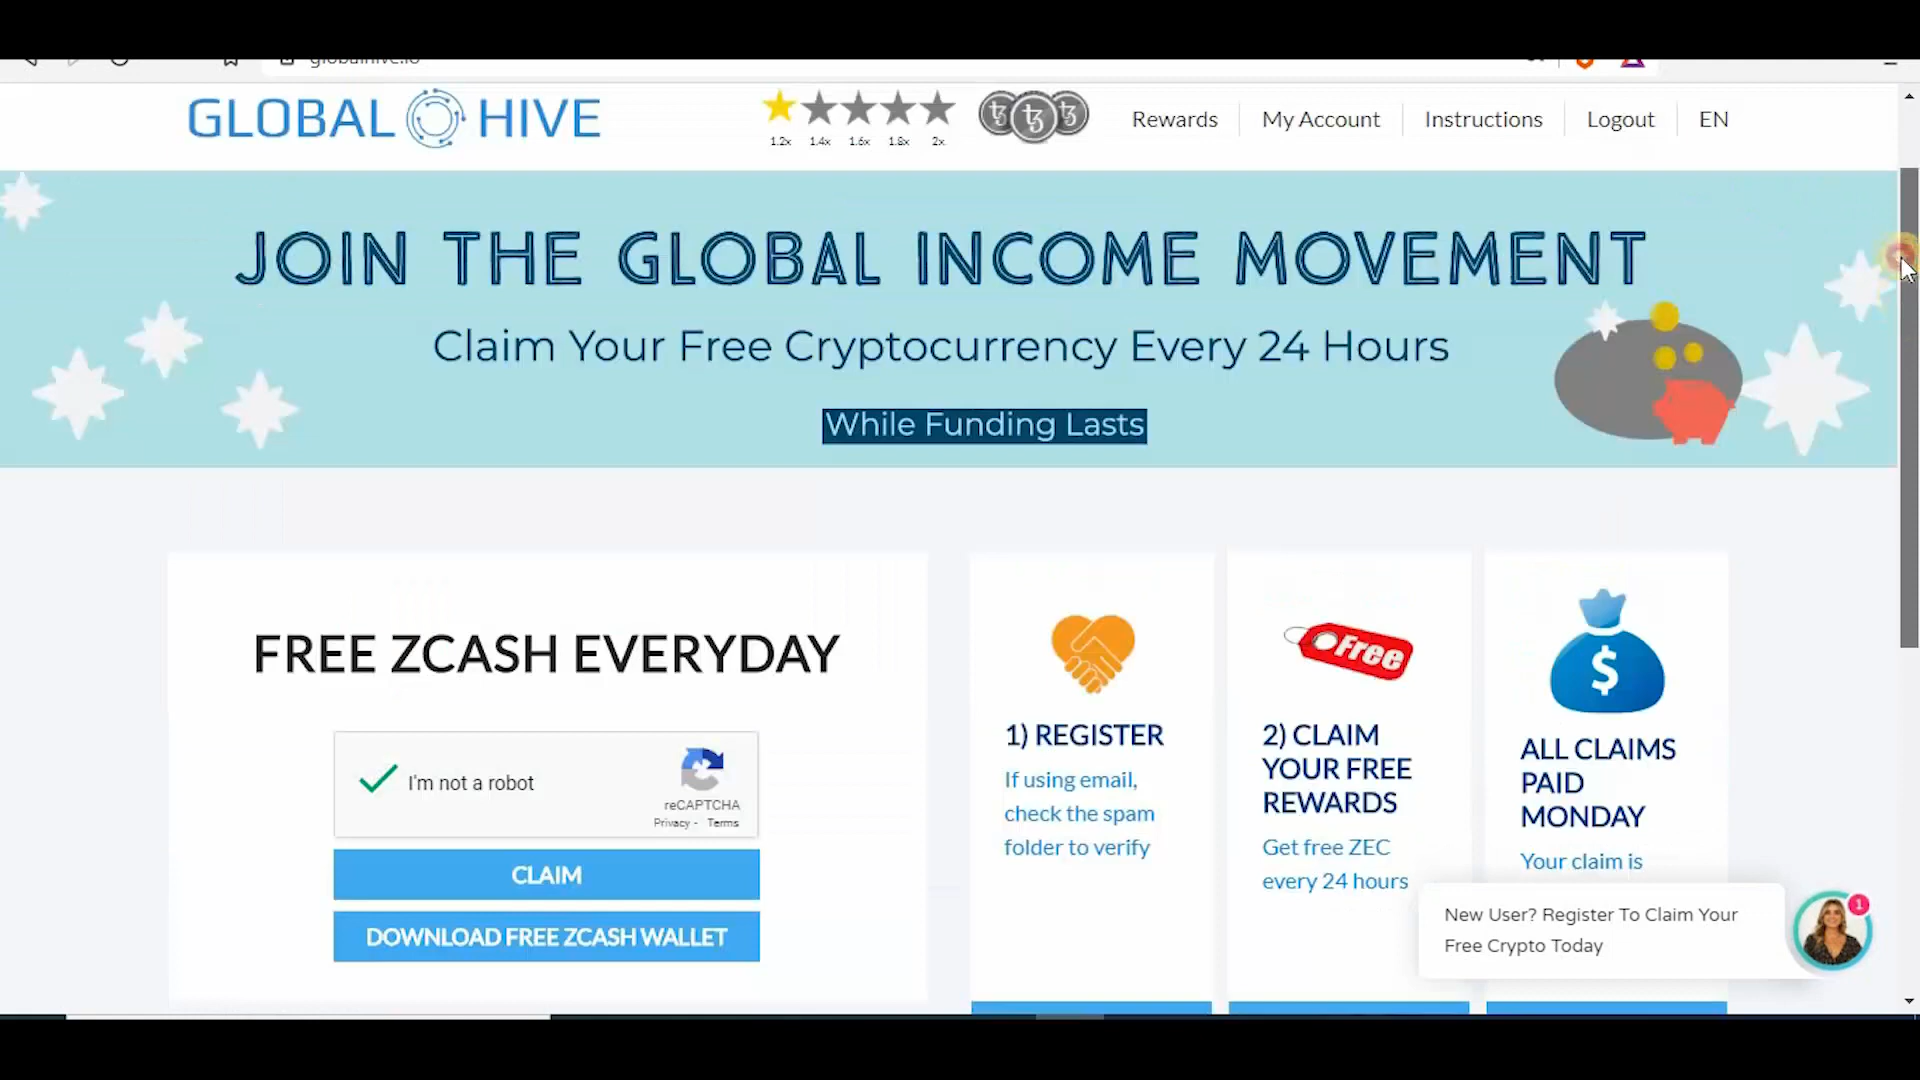 globalhive.io
GLOBAL HIVE
1.2x 1.4x 1.6x 1.8x 2x
Rewards My Account Instructions Logout EN
JOIN THE GLOBAL INCOME MOVEMENT
Claim Your Free Cryptocurrency Every 24 Hours
While Funding Lasts
FREE ZCASH EVERYDAY
I'm not a robot
reCAPTCHA
Privacy - Terms
CLAIM
DOWNLOAD FREE ZCASH WALLET
1) REGISTER
If using email,
check the spam
folder to verify
Free
2) CLAIM
YOUR FREE
REWARDS
Get free ZEC
every 24 hours
$
ALL CLAIMS
PAID
MONDAY
Your claim is
New User? Register To Claim Your
Free Crypto Today
1